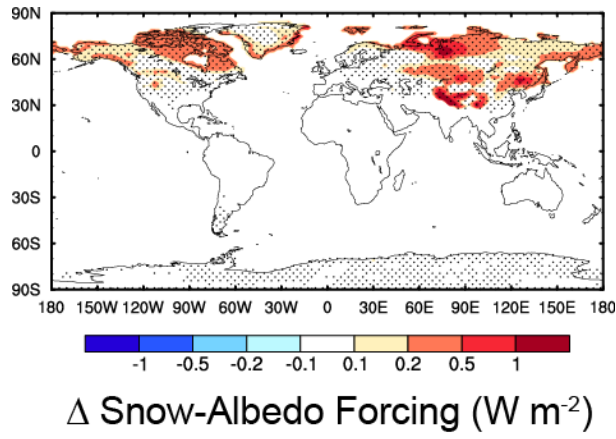 90N
60N
30N
0
30S
60S
90S
180 150W 120W 90W 60W 30W 0 30E 60E 90E 120E 150E 180
-1 -0.5 -0.2 -0.1 0.1 0.2 0.5 1
Δ Snow-Albedo Forcing (W m⁻²)